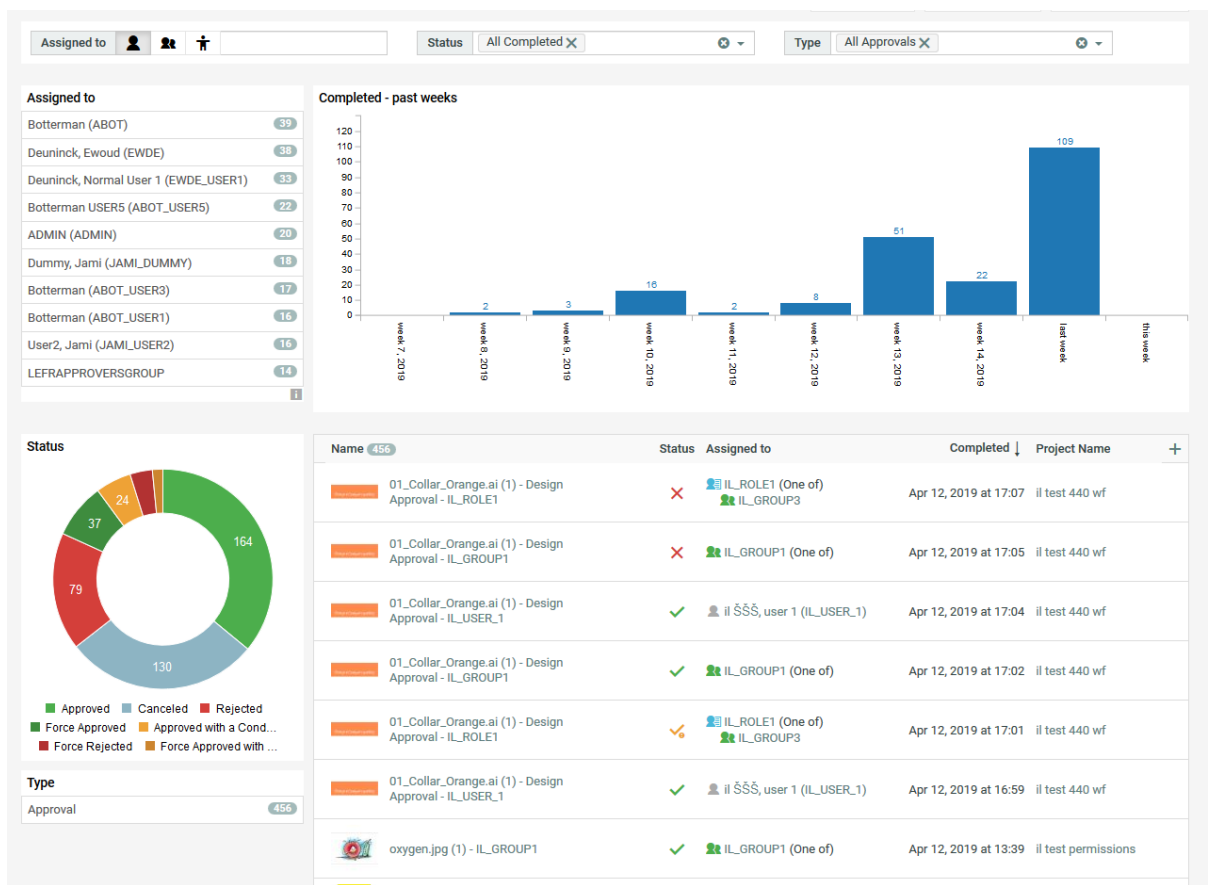 Assigned to
Status All Completed
Type All Approvals
Assigned to
Botterman (ABOT) 39
Deuninck, Ewoud (EWDE) 38
Deuninck, Normal User 1 (EWDE_USER1) 33
Botterman USER5 (ABOT_USER5) 22
ADMIN (ADMIN) 20
Dummy, Jami (JAMI_DUMMY) 18
Botterman (ABOT_USER3) 17
Botterman (ABOT_USER1) 16
User2, Jami (JAMI_USER2) 16
LEFRAPPROVERSGROUP 14
Completed - past weeks
120
110
100
90
80
70
60
50
40
30
20
10
0
2
3
16
2
8
51
22
109
week 7, 2019
week 8, 2019
week 9, 2019
week 10, 2019
week 11, 2019
week 12, 2019
week 13, 2019
week 14, 2019
last week
this week
Status
24
37
164
79
130
Approved Canceled Rejected
Force Approved Approved with a Cond...
Force Rejected Force Approved with ...
Type
Approval 456
Name 456 Status Assigned to Completed Project Name
01_Collar_Orange.ai (1) - Design
Approval - IL_ROLE1
IL_ROLE1 (One of)
IL_GROUP3
Apr 12, 2019 at 17:07 il test 440 wf
01_Collar_Orange.ai (1) - Design
Approval - IL_GROUP1
IL_GROUP1 (One of) Apr 12, 2019 at 17:05 il test 440 wf
01_Collar_Orange.ai (1) - Design
Approval - IL_USER_1
il ŠŠŠ, user 1 (IL_USER_1) Apr 12, 2019 at 17:04 il test 440 wf
01_Collar_Orange.ai (1) - Design
Approval - IL_GROUP1
IL_GROUP1 (One of) Apr 12, 2019 at 17:02 il test 440 wf
01_Collar_Orange.ai (1) - Design
Approval - IL_ROLE1
IL_ROLE1 (One of)
IL_GROUP3
Apr 12, 2019 at 17:01 il test 440 wf
01_Collar_Orange.ai (1) - Design
Approval - IL_USER_1
il ŠŠŠ, user 1 (IL_USER_1) Apr 12, 2019 at 16:59 il test 440 wf
oxygen.jpg (1) - IL_GROUP1 IL_GROUP1 (One of) Apr 12, 2019 at 13:39 il test permissions